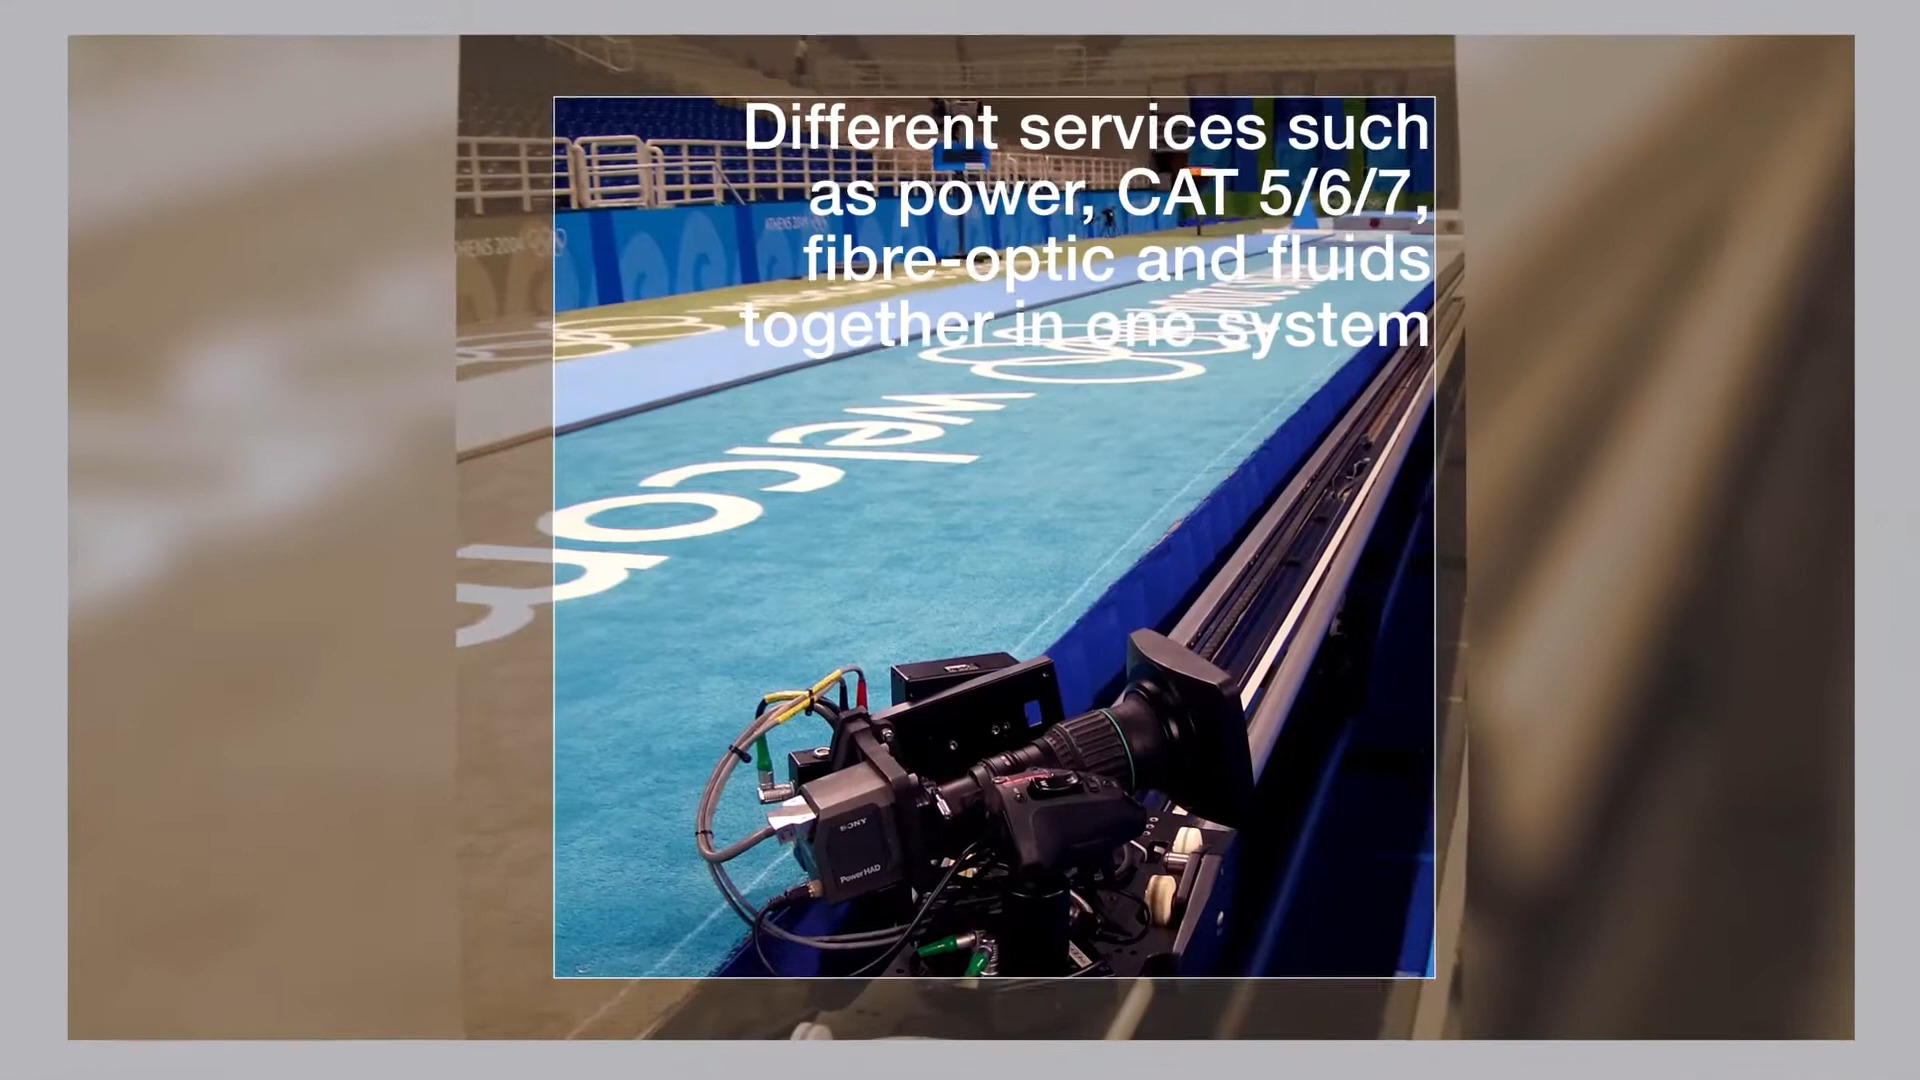 Different services such
as power, CAT 5/6/7,
fibre-optic and fluids
together in one system
ATHENS 2004
welcom
SONY
Power HAD